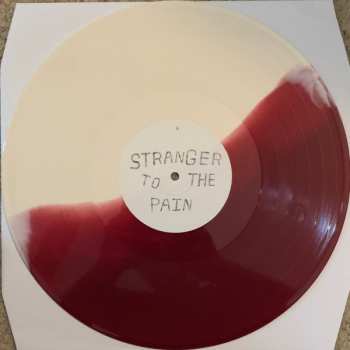 STRANGER
TO THE
PAIN